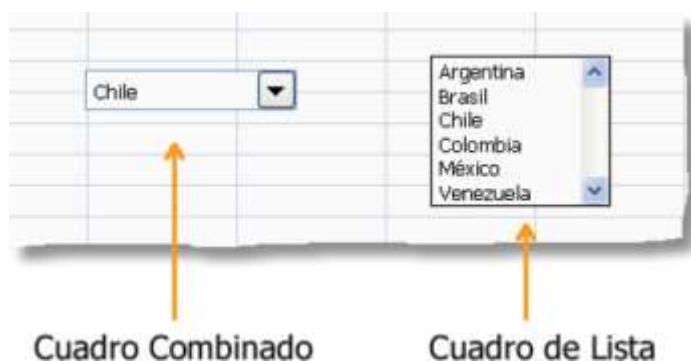 Chile
Argentina
Brasil
Chile
Colombia
México
Venezuela
Cuadro Combinado
Cuadro de Lista